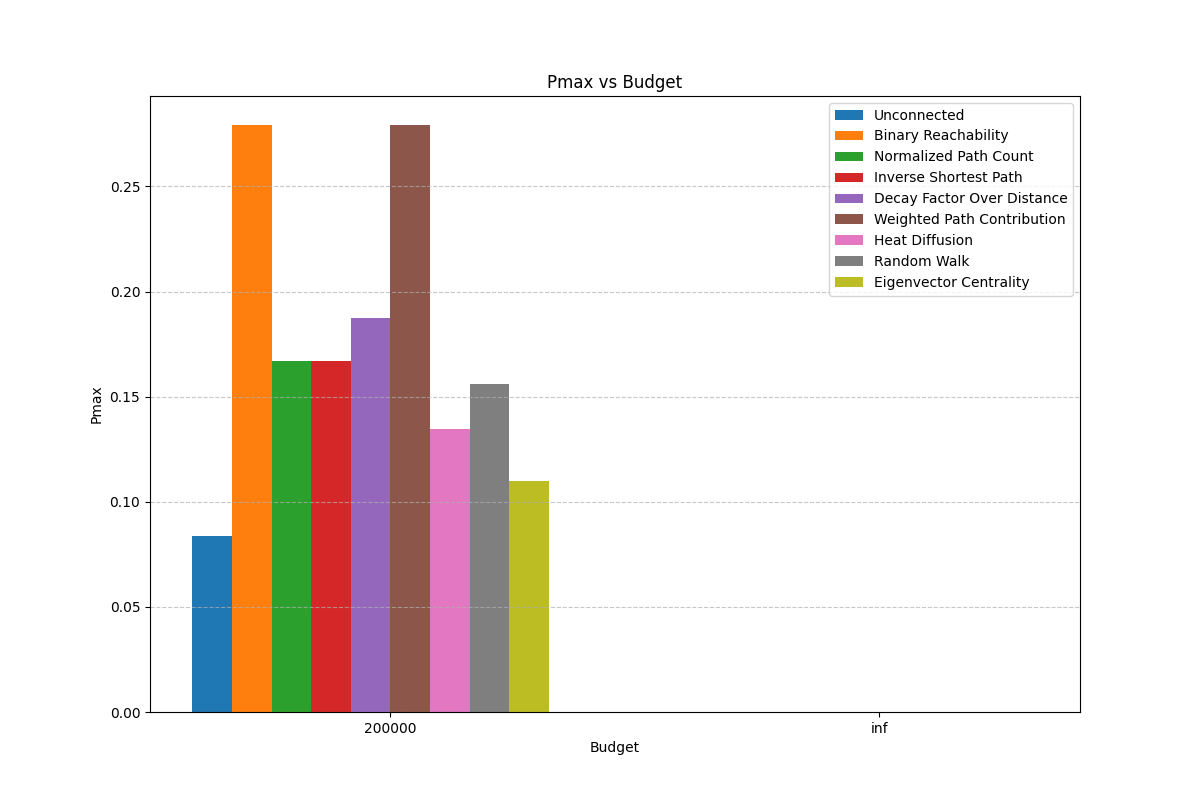 Pmax vs Budget
Unconnected
Binary Reachability
Normalized Path Count
Inverse Shortest Path
Decay Factor Over Distance
Weighted Path Contribution
Heat Diffusion
Random Walk
Eigenvector Centrality
Pmax
0.25
0.20
0.15
0.10
0.05
0.00
200000 inf
Budget